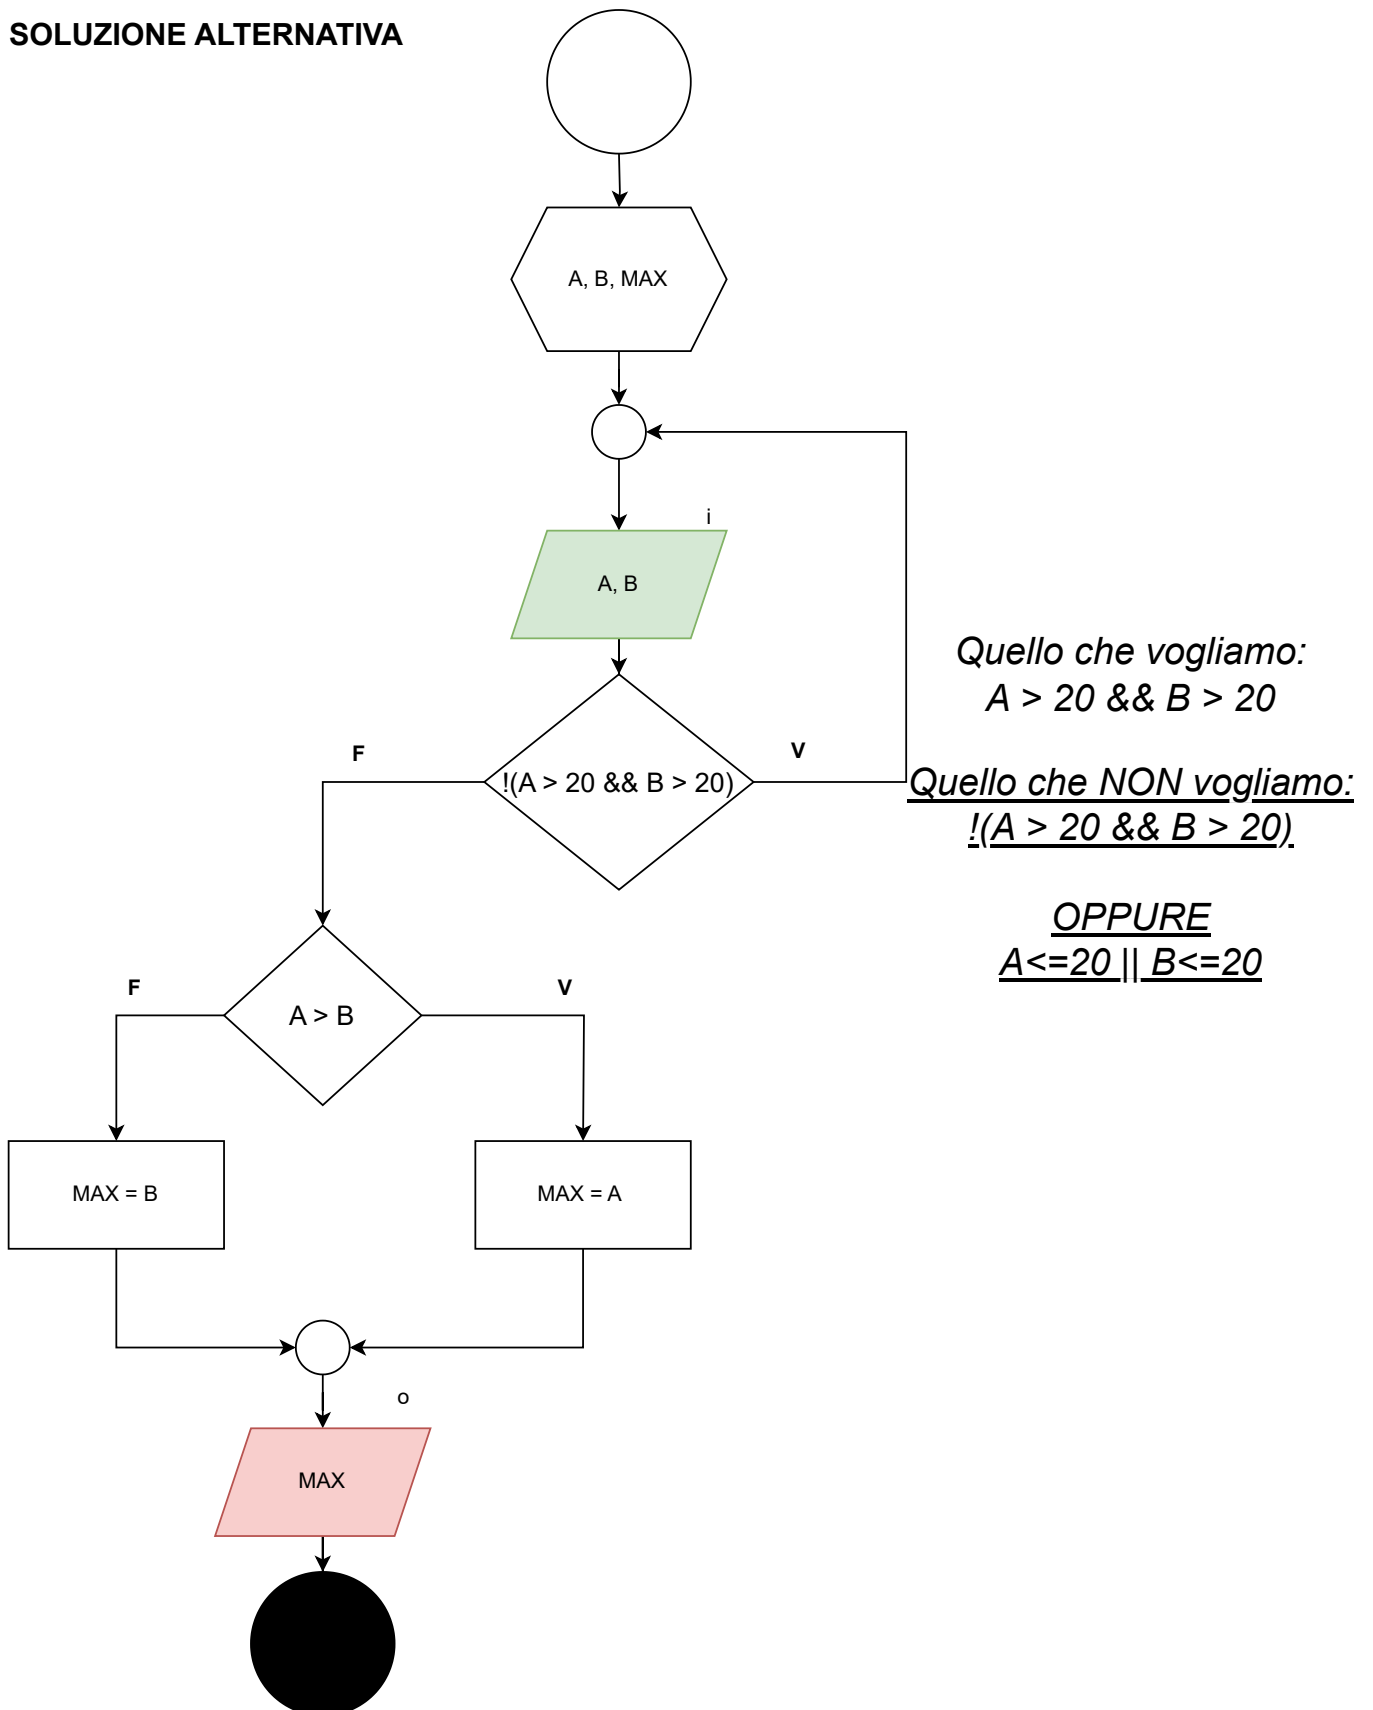 SOLUZIONE ALTERNATIVA
A, B, MAX
i
A, B
Quello che vogliamo:
A > 20 && B > 20
F
V
!(A > 20 && B > 20)
Quello che NON vogliamo:
!(A > 20 && B > 20)
OPPURE
A<=20 || B<=20
F
V
A > B
MAX = B
MAX = A
o
MAX